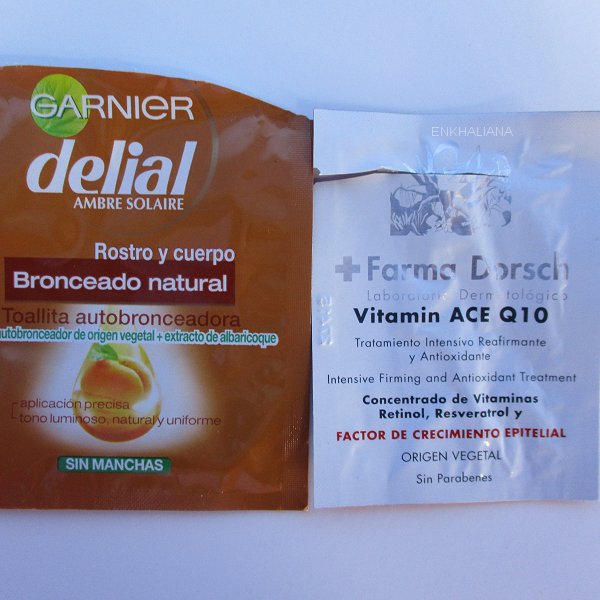 GARNIER
delial
AMBRE SOLAIRE
Rostro y cuerpo
Bronceado natural
Toallita autobronceadora
autobronceador de origen vegetal + extracto de albaricoque
aplicación precisa
tono luminoso, natural y uniforme
SIN MANCHAS
ENKHALIANA
+ Farma Dorsch
Laboratorio Dermatológico
Vitamin ACE Q10
Tratamiento Intensivo Reafirmante
y Antioxidante
Intensive Firming and Antioxidant Treatment
Concentrado de Vitaminas
Retinol, Resveratrol y
FACTOR DE CRECIMIENTO EPITELIAL
ORIGEN VEGETAL
Sin Parabenes